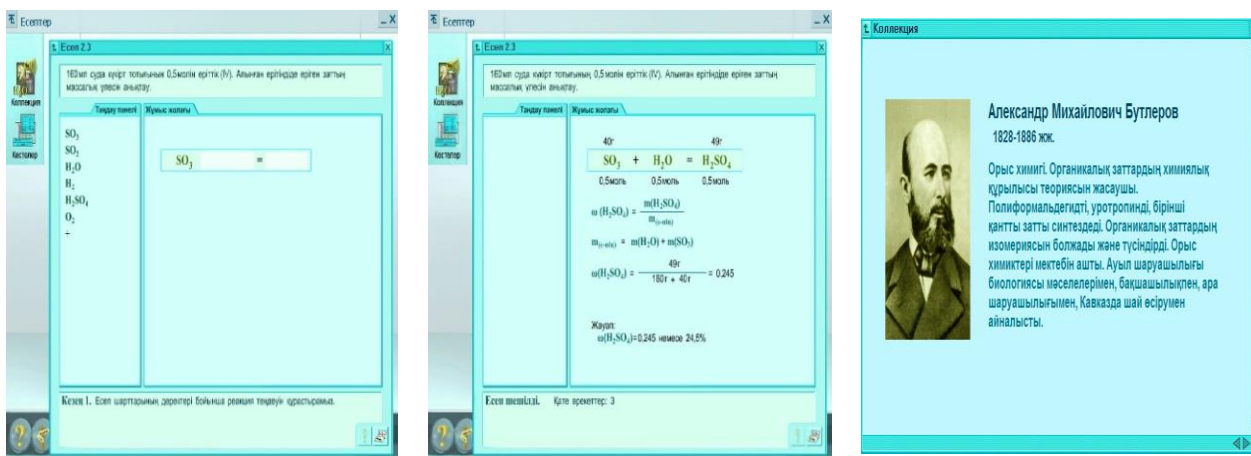 Есептер
Есеп 2.3
160мл суда күкірт тотығының 0,5молін еріттік (IV). Алынған ерітіндіде еріген заттың
массалық үлесін анықтау.
Коллекция
Кестелер
Таңдау панелі
Жұмыс жолағы
SO3
SO2
H2O
H2
H2SO4
O2
+
SO3 =
Кезең 1. Есеп шарттарының деректері бойынша реакция теңдеуін құрастырамыз.
Есептер
Есеп 2.3
160мл суда күкірт тотығының 0,5молін еріттік (IV). Алынған ерітіндіде еріген заттың
массалық үлесін анықтау.
Коллекция
Кестелер
Таңдау панелі
Жұмыс жолағы
40г 49г
SO3 + H2O = H2SO4
0,5моль 0,5моль 0,5моль
ω (H2SO4) = m(H2SO4)
= m(H2O) + m(SO3)
ω(H2SO4) = 49г
160г + 40г = 0.245
Жауап:
ω(H2SO4)=0.245 немесе 24,5%
Есеп шешілді. Қате әрекеттер: 3
Коллекция
Александр Михайлович Бутлеров
1828-1886 жж.
Орыс химигі. Органикалық заттардың химиялық
құрылысы теориясын жасаушы.
Полиформальдегидті, уротропинді, бірінші
қантты затты синтездеді. Органикалық заттардың
изомериясын болжады және түсіндірді. Орыс
химиктері мектебін ашты. Ауыл шаруашылығы
биологиясы мәселелерімен, бақшашылықпен, ара
шаруашылығымен, Кавказда шай өсірумен
айналысты.